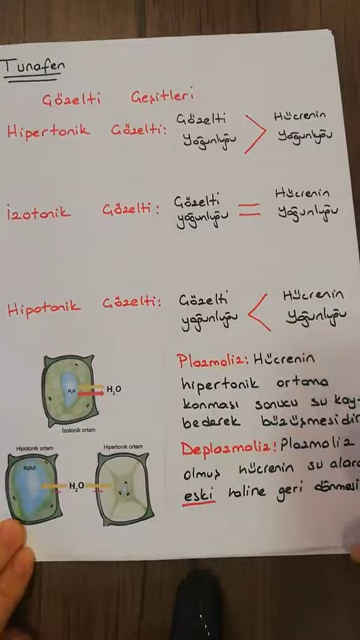 Tunafen
Çözelti Çeşitleri
Hipertonik Çözelti: Çözelti Yoğunluğu > Hücrenin Yoğunluğu
İzotonik Çözelti: Çözelti yoğunluğu = Hücrenin Yoğunluğu
Hipotonik Çözelti: Çözelti yoğunluğu < Hücrenin Yoğunluğu
H₂O
H₂O
İzotonik ortam
Hipotonik ortam
Hipertonik ortam
Koful
H₂O
Plazmoliz: Hücrenin
hipertonik ortama
konması sonucu su kay-
bederek büzüşmesidir
Deplazmoliz: Plazmoliz
olmuş hücrenin su alara
eski haline geri dönmesi